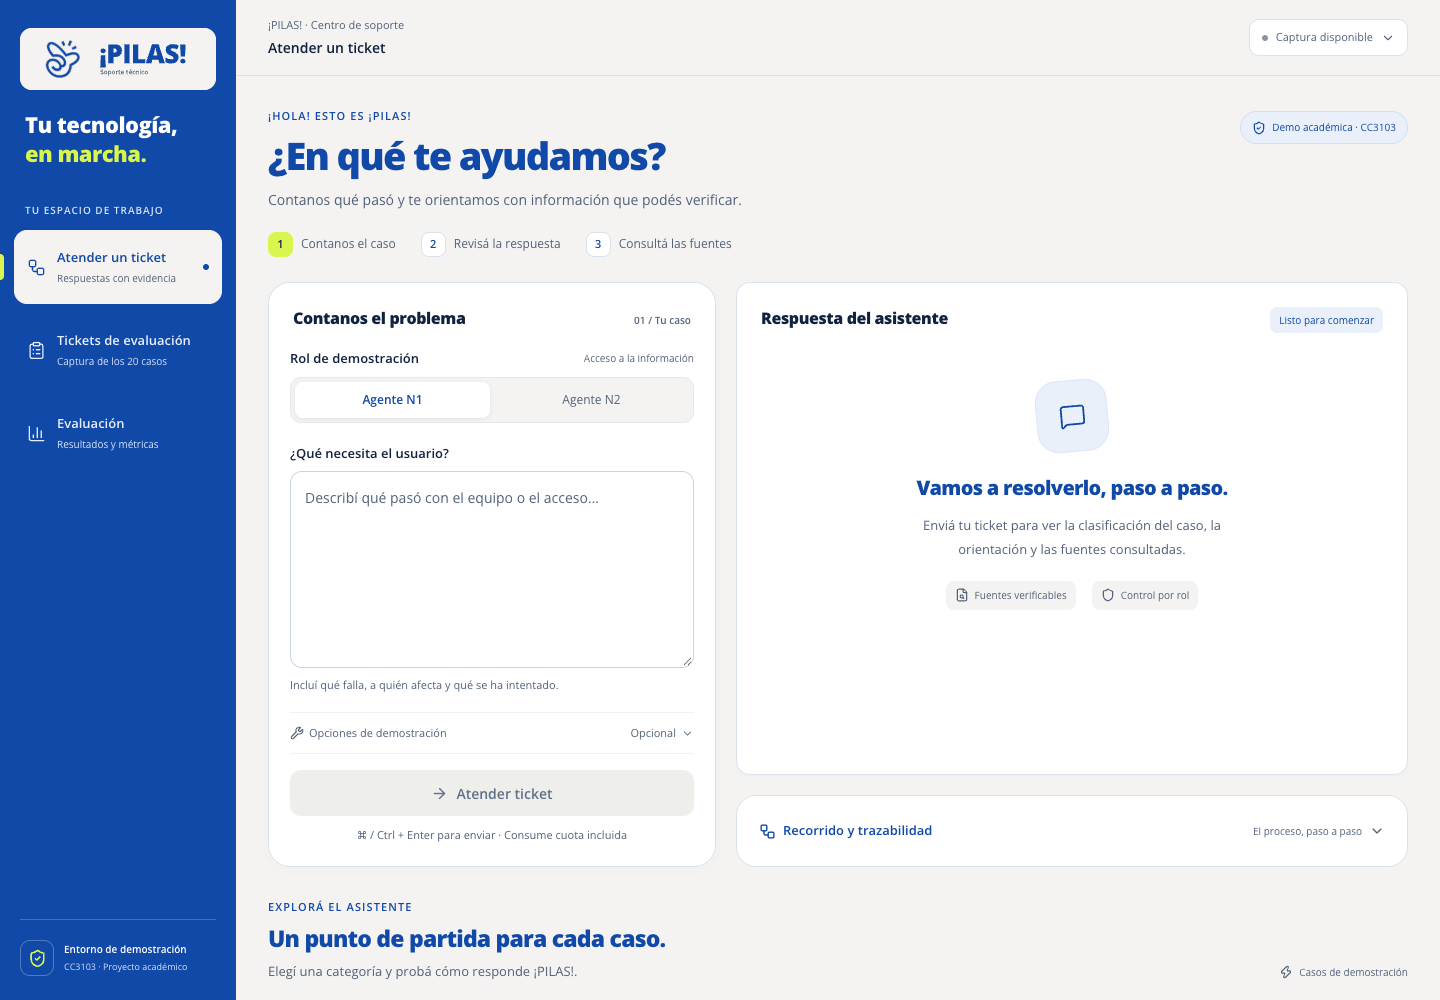 ¡PILAS!
Soporte técnico
Tu tecnología,
en marcha.
TU ESPACIO DE TRABAJO
Atender un ticket
Respuestas con evidencia
Tickets de evaluación
Captura de los 20 casos
Evaluación
Resultados y métricas
Entorno de demostración
CC3103 · Proyecto académico
¡PILAS! · Centro de soporte
Atender un ticket
Captura disponible
¡HOLA! ESTO ES ¡PILAS!
Demo académica · CC3103
¿En qué te ayudamos?
Contanos qué pasó y te orientamos con información que podés verificar.
1 Contanos el caso 2 Revisá la respuesta 3 Consultá las fuentes
Contanos el problema
01 / Tu caso
Rol de demostración
Acceso a la información
Agente N1
Agente N2
¿Qué necesita el usuario?
Describí qué pasó con el equipo o el acceso...
Incluí qué falla, a quién afecta y qué se ha intentado.
Opciones de demostración
Opcional
Atender ticket
⌘ / Ctrl + Enter para enviar · Consume cuota incluida
Respuesta del asistente
Listo para comenzar
Vamos a resolverlo, paso a paso.
Enviá tu ticket para ver la clasificación del caso, la
orientación y las fuentes consultadas.
Fuentes verificables
Control por rol
Recorrido y trazabilidad
El proceso, paso a paso
EXPLORÁ EL ASISTENTE
Un punto de partida para cada caso.
Elegí una categoría y probá cómo responde ¡PILAS!.
Casos de demostración